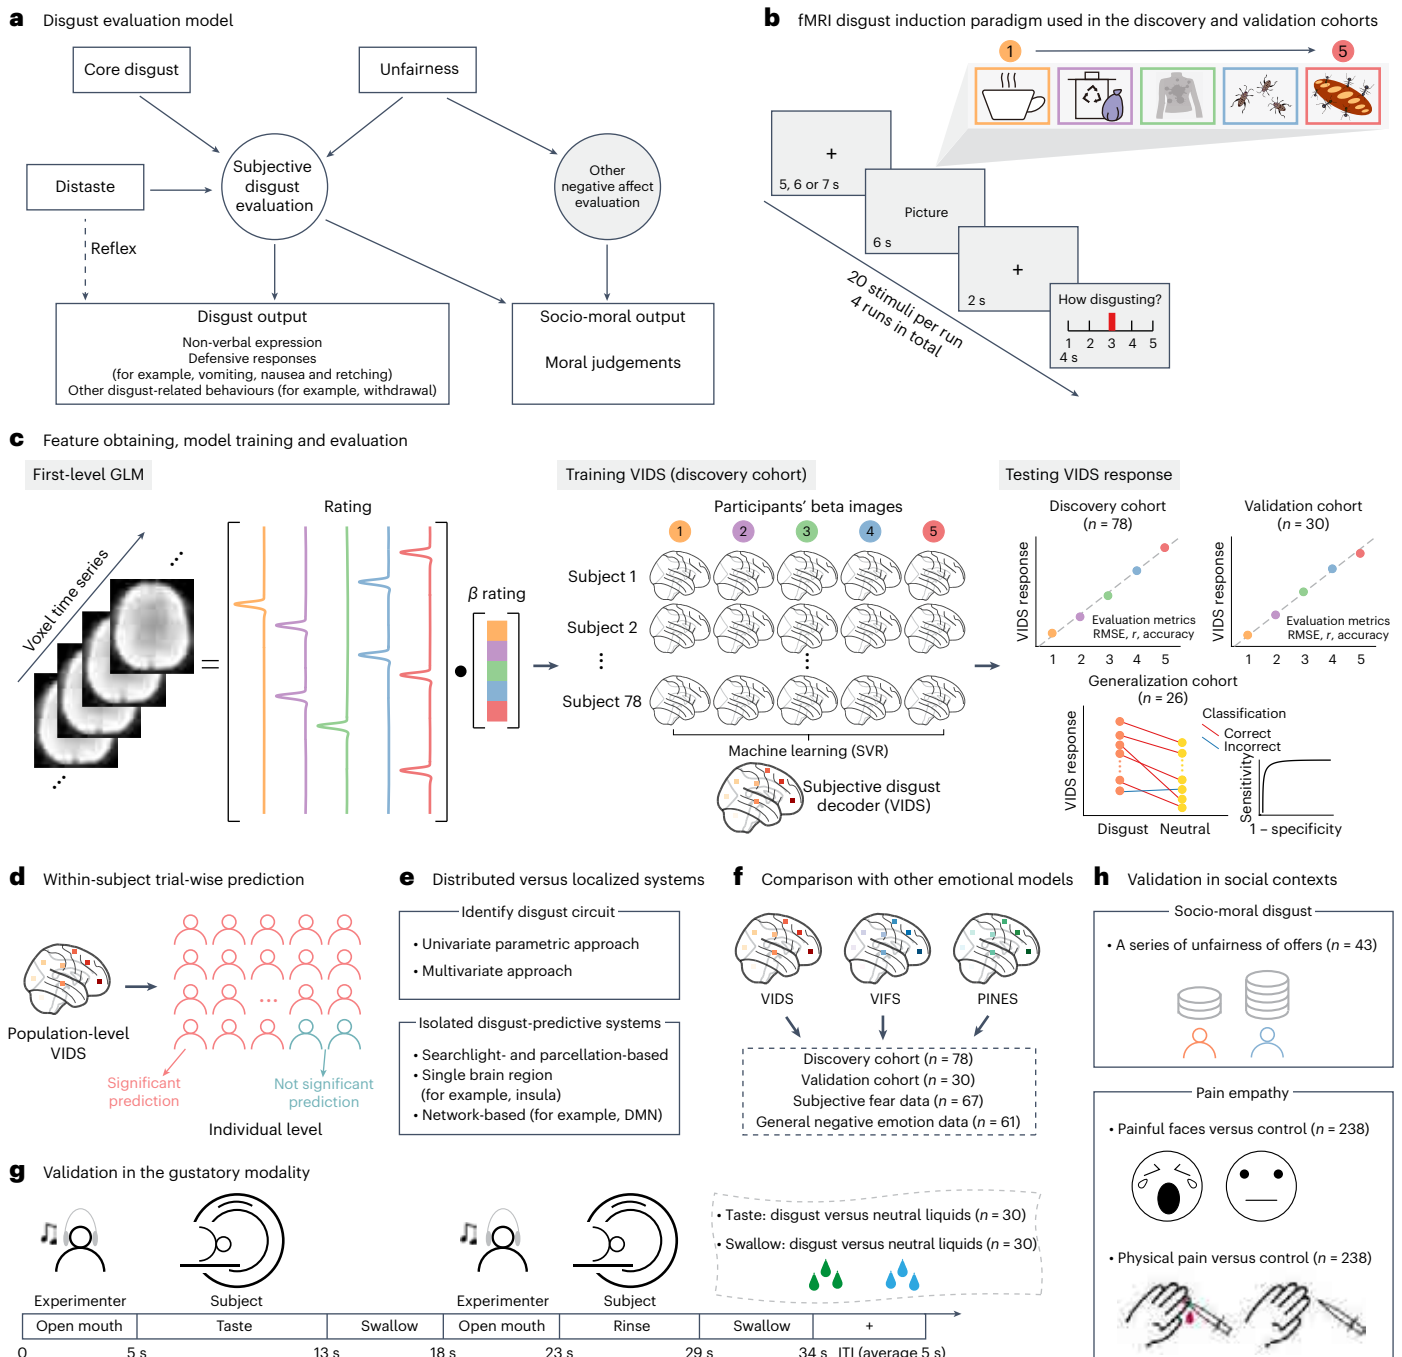 a Disgust evaluation model
Core disgust
Unfairness
Distaste
Subjective
disgust
evaluation
Other
negative affect
evaluation
Reflex
Disgust output
Non-verbal expression
Defensive responses
(for example, vomiting, nausea and retching)
Other disgust-related behaviours (for example, withdrawal)
Socio-moral output
Moral judgements
b fMRI disgust induction paradigm used in the discovery and validation cohorts
1
5
+
5, 6 or 7 s
Picture
6 s
+
2 s
How disgusting?
1 2 3 4 5
4 s
20 stimuli per run
4 runs in total
c Feature obtaining, model training and evaluation
First-level GLM
Voxel time series
...
...
=
Rating
β rating
Training VIDS (discovery cohort)
Participants' beta images
1 2 3 4 5
Subject 1
Subject 2
Subject 78
Machine learning (SVR)
Subjective disgust
decoder (VIDS)
Testing VIDS response
Discovery cohort
(n = 78)
VIDS response
Evaluation metrics
RMSE, r, accuracy
1 2 3 4 5
Validation cohort
(n = 30)
VIDS response
Evaluation metrics
RMSE, r, accuracy
1 2 3 4 5
Generalization cohort
(n = 26)
VIDS response
Classification
Correct
Incorrect
Disgust Neutral
Sensitivity
1 – specificity
d Within-subject trial-wise prediction
Population-level
VIDS
...
Significant
prediction
Not significant
prediction
Individual level
e Distributed versus localized systems
Identify disgust circuit
• Univariate parametric approach
• Multivariate approach
Isolated disgust-predictive systems
• Searchlight- and parcellation-based
• Single brain region
(for example, insula)
• Network-based (for example, DMN)
f Comparison with other emotional models
VIDS
VIFS
PINES
Discovery cohort (n = 78)
Validation cohort (n = 30)
Subjective fear data (n = 67)
General negative emotion data (n = 61)
h Validation in social contexts
Socio-moral disgust
• A series of unfairness of offers (n = 43)
Pain empathy
• Painful faces versus control (n = 238)
• Physical pain versus control (n = 238)
g Validation in the gustatory modality
Experimenter
Subject
Experimenter
Subject
• Taste: disgust versus neutral liquids (n = 30)
• Swallow: disgust versus neutral liquids (n = 30)
Open mouth
Taste
Swallow
Open mouth
Rinse
Swallow
+
0
5 s
13 s
18 s
23 s
29 s
34 s
ITI (average 5 s)